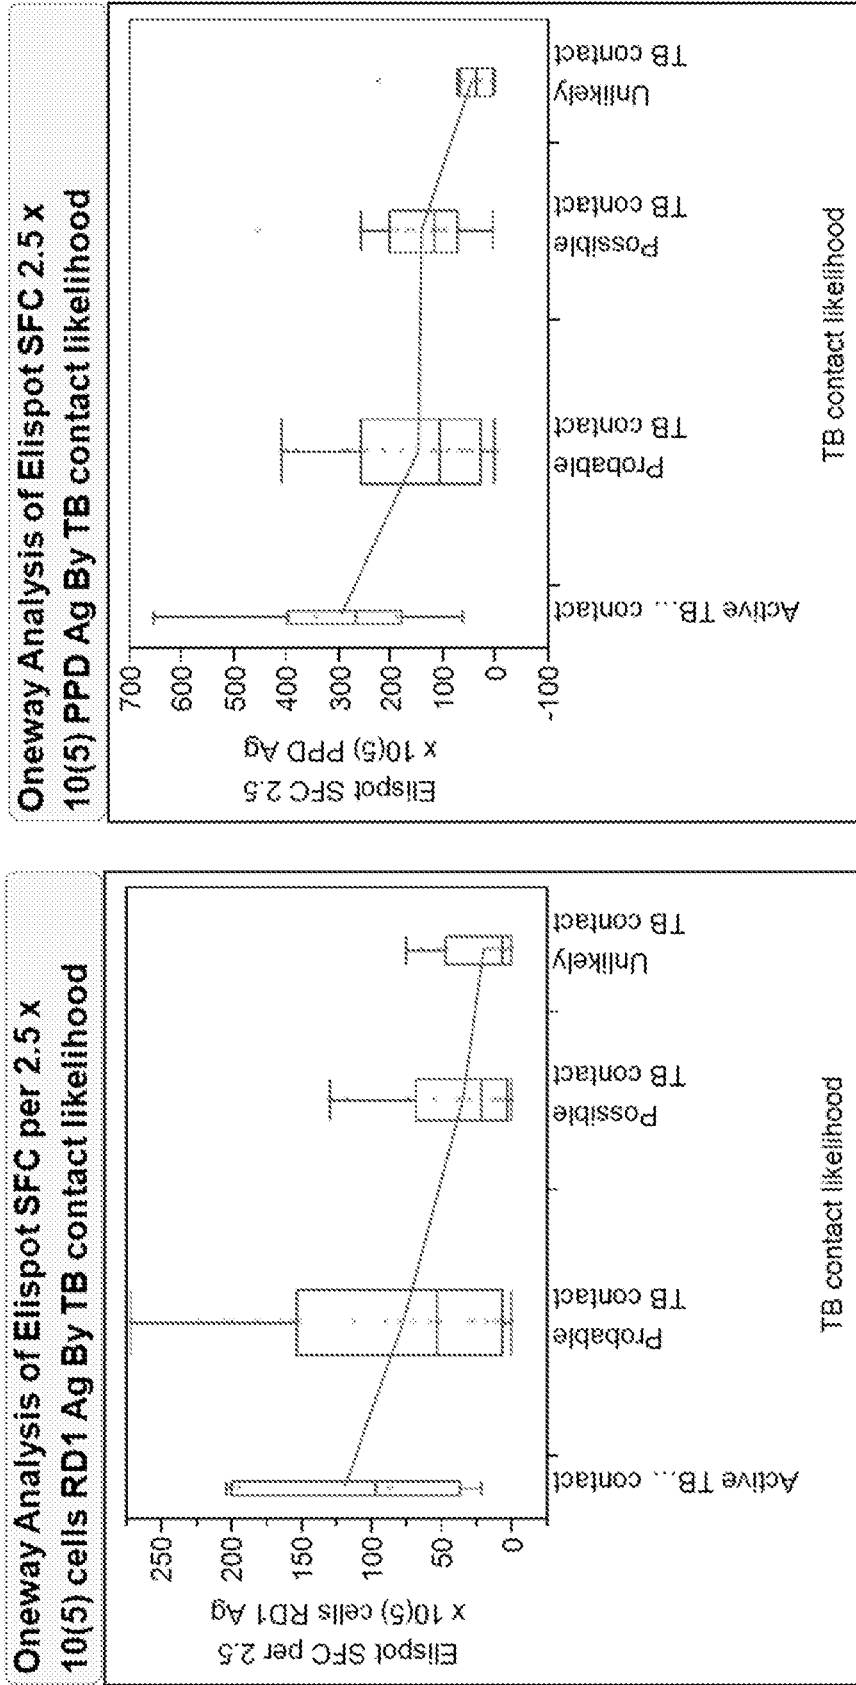 Oneway Analysis of Elispot SFC per 2.5 x
10(5) cells RD1 Ag By TB contact likelihood
Elispot SFC per 2.5
x 10(5) cells RD1 Ag
250
200
150
100
50
0
Active TB... contact
Probable
TB contact
Possible
TB contact
Unlikely
TB contact
TB contact likelihood
Oneway Analysis of Elispot SFC 2.5 x
10(5) PPD Ag By TB contact likelihood
Elispot SFC 2.5
x 10(5) PPD Ag
700
600
500
400
300
200
100
0
-100
Active TB... contact
Probable
TB contact
Possible
TB contact
Unlikely
TB contact
TB contact likelihood